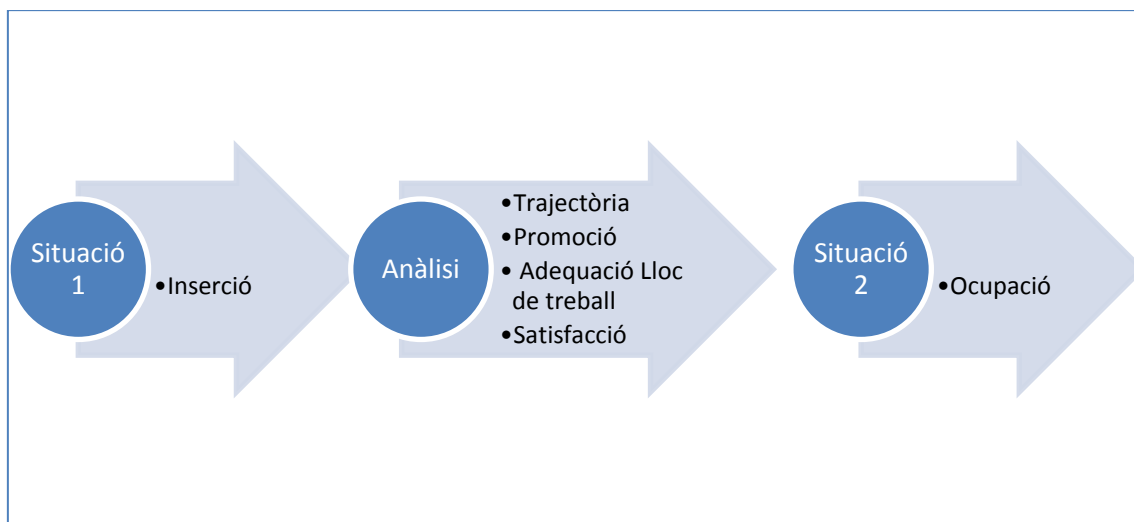 Situació
1
•Inserció
Anàlisi
•Trajectòria
•Promoció
• Adequació Lloc
de treball
•Satisfacció
Situació
2
•Ocupació